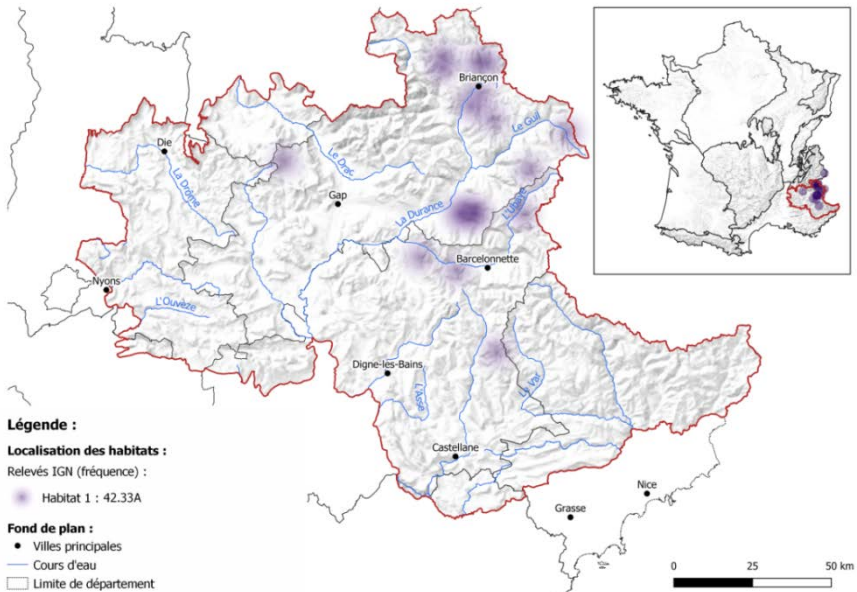 Briançon
Le Guil
Die
La Drôme
Le Drac
Gap
La Durance
L'Ubaye
Barcelonnette
Nyons
L'Ouvèze
Digne-les-Bains
L'Asse
Le Var
Castellane
Nice
Grasse
Légende :
Localisation des habitats :
Relevés IGN (fréquence) :
Habitat 1 : 42.33A
Fond de plan :
Villes principales
Cours d'eau
Limite de département
0 25 50 km